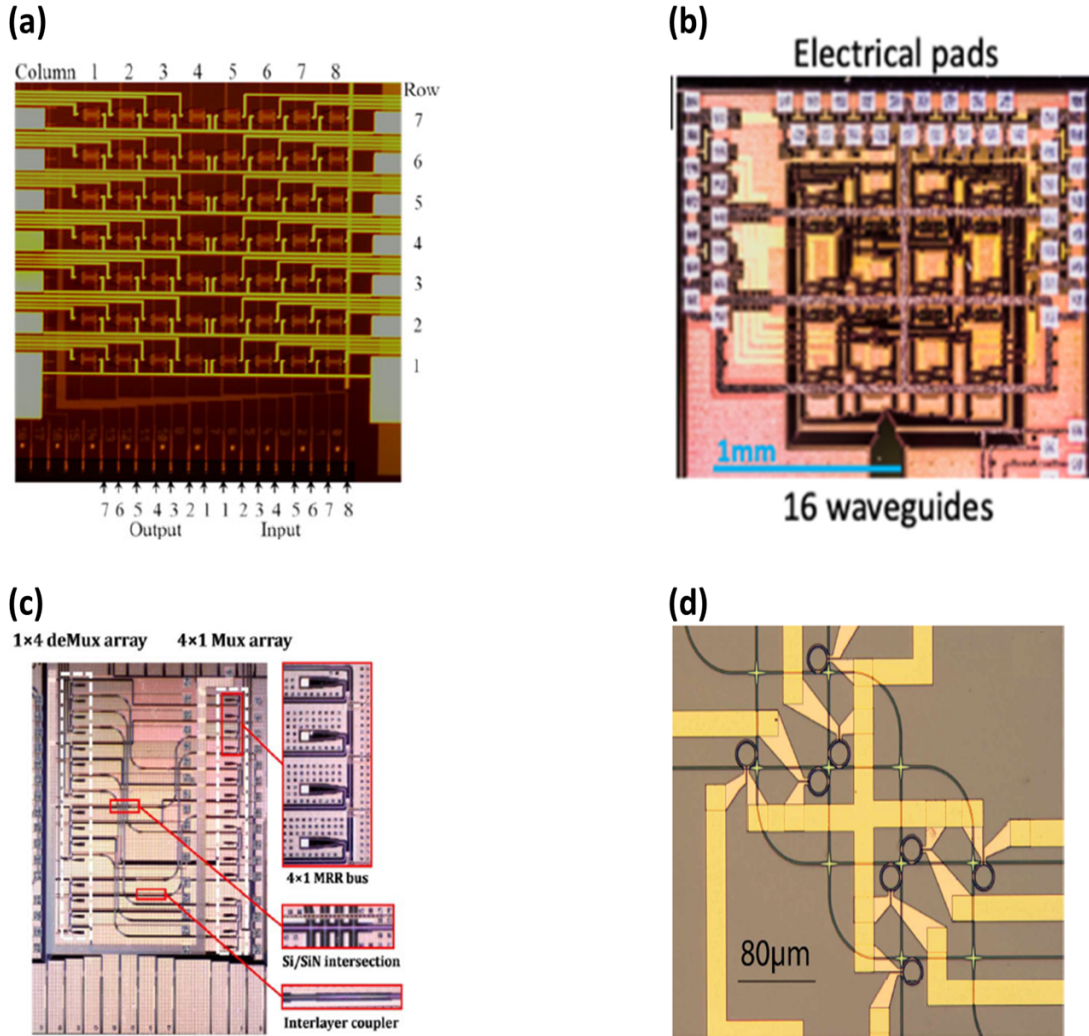 (a)
Column 1 2 3 4 5 6 7 8
Row
7
6
5
4
3
2
1
7 6 5 4 3 2 1 1 2 3 4 5 6 7 8
Output Input
(b)
Electrical pads
1mm
16 waveguides
(c)
1×4 deMux array 4×1 Mux array
4×1 MRR bus
Si/SiN intersection
Interlayer coupler
(d)
80μm